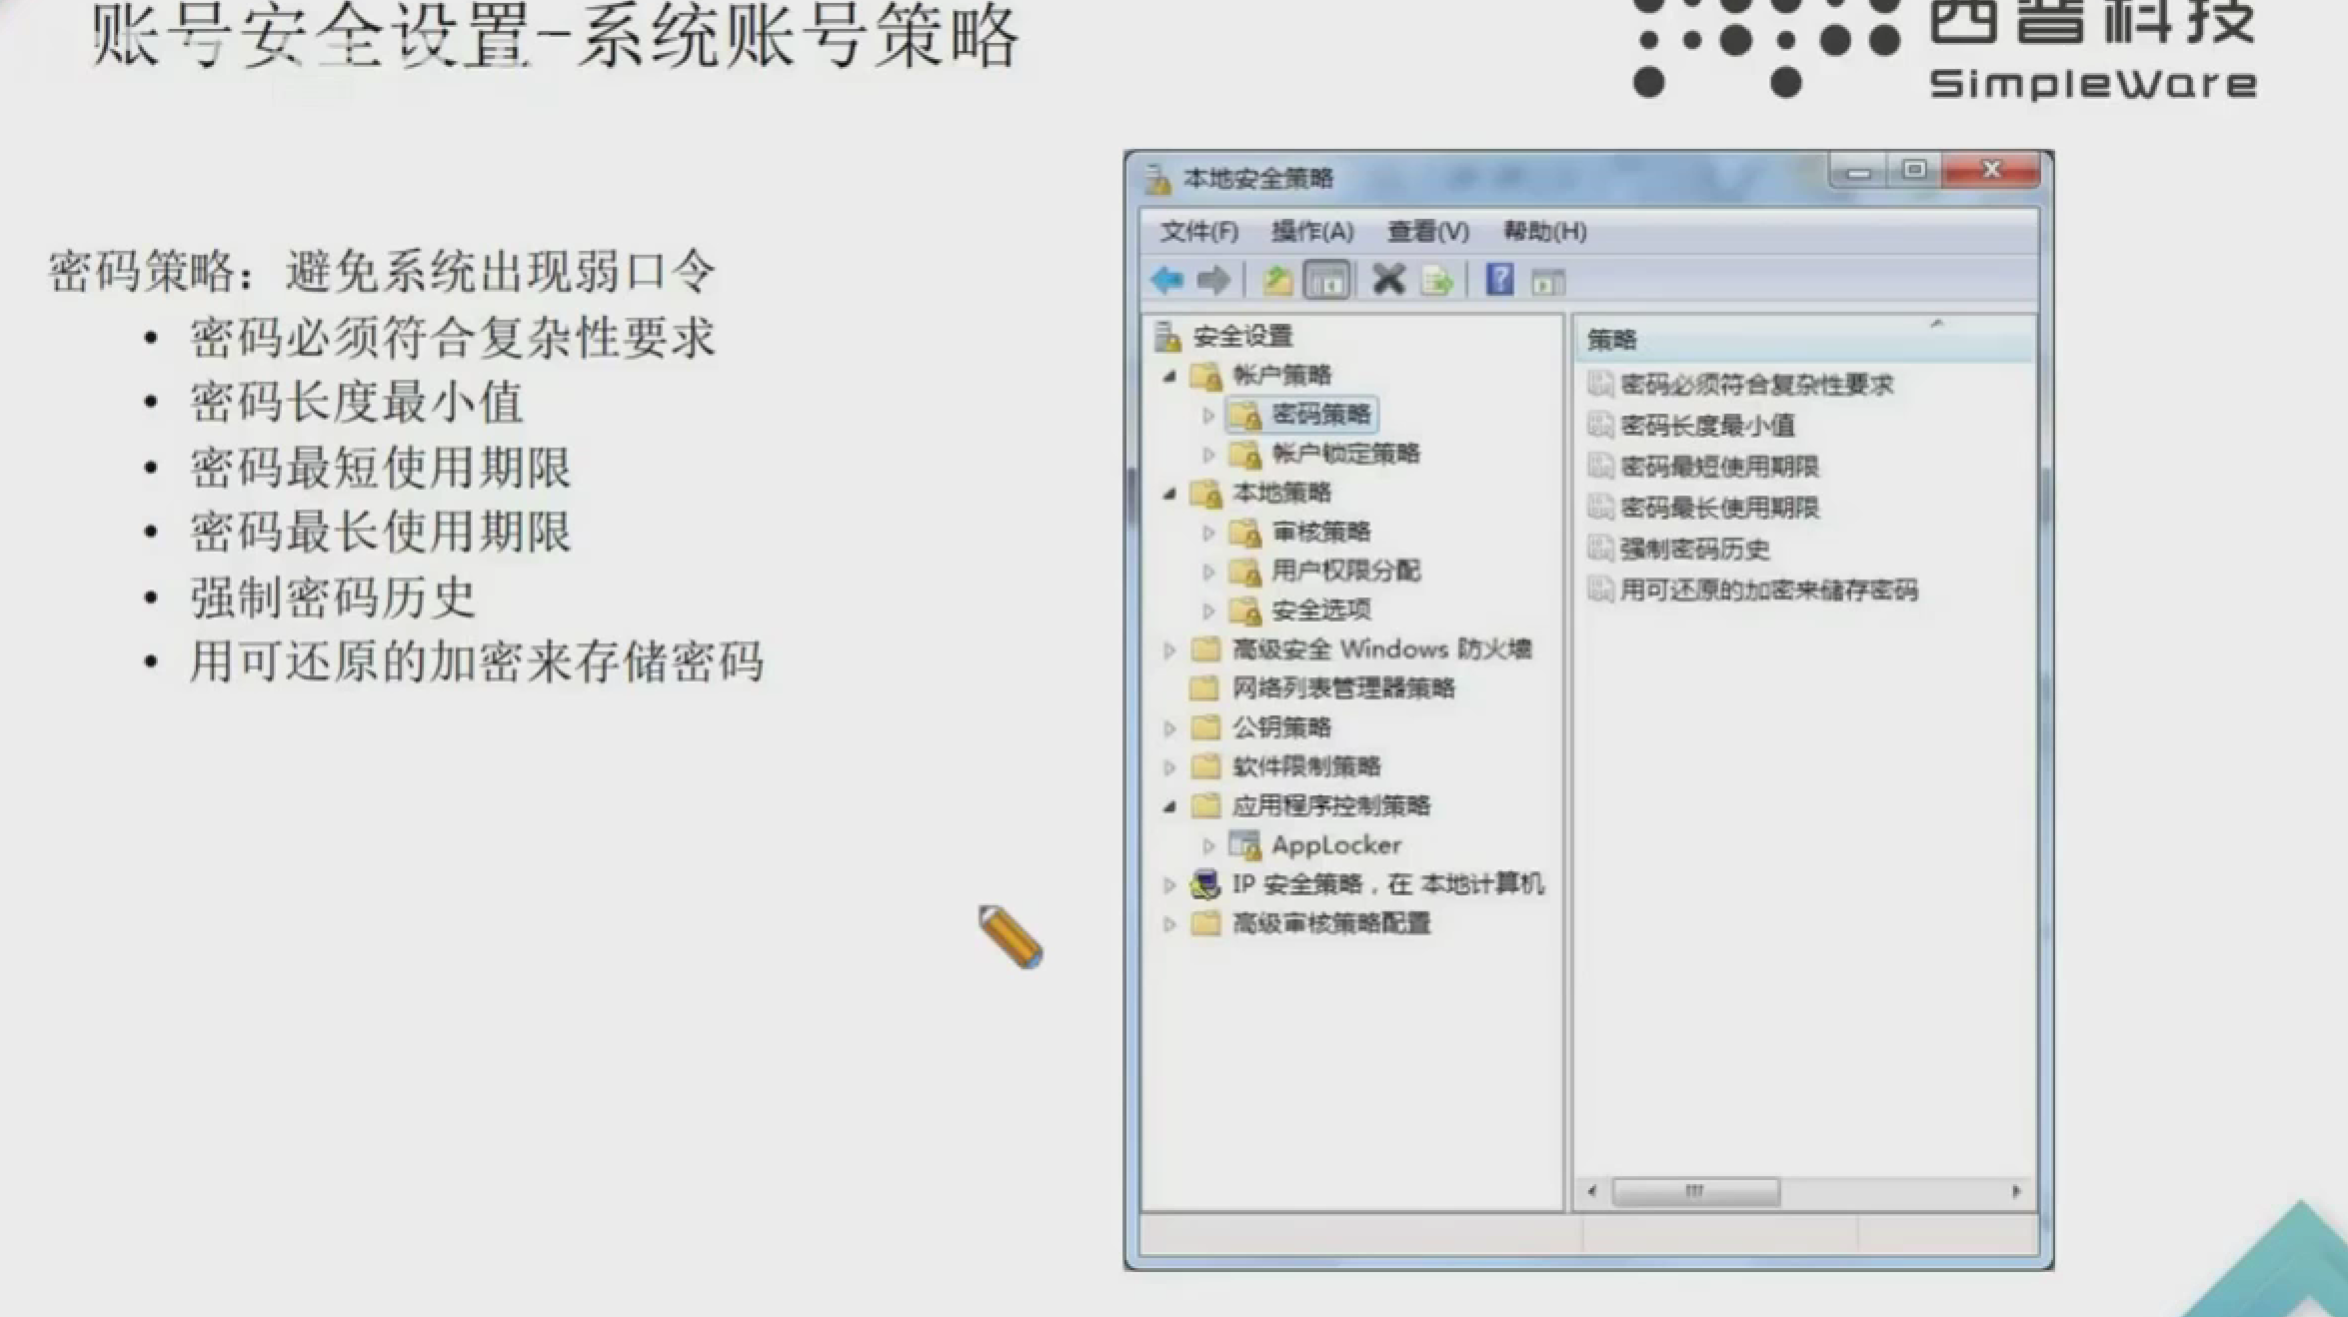 账号安全设置-系统账号策略
西普科技
SimpleWare
密码策略：避免系统出现弱口令
• 密码必须符合复杂性要求
• 密码长度最小值
• 密码最短使用期限
• 密码最长使用期限
• 强制密码历史
• 用可还原的加密来存储密码
本地安全策略
文件(F) 操作(A) 查看(V) 帮助(H)
安全设置
帐户策略
密码策略
帐户锁定策略
本地策略
审核策略
用户权限分配
安全选项
高级安全 Windows 防火墙
网络列表管理器策略
公钥策略
软件限制策略
应用程序控制策略
AppLocker
IP 安全策略，在 本地计算机
高级审核策略配置
策略
密码必须符合复杂性要求
密码长度最小值
密码最短使用期限
密码最长使用期限
强制密码历史
用可还原的加密来储存密码